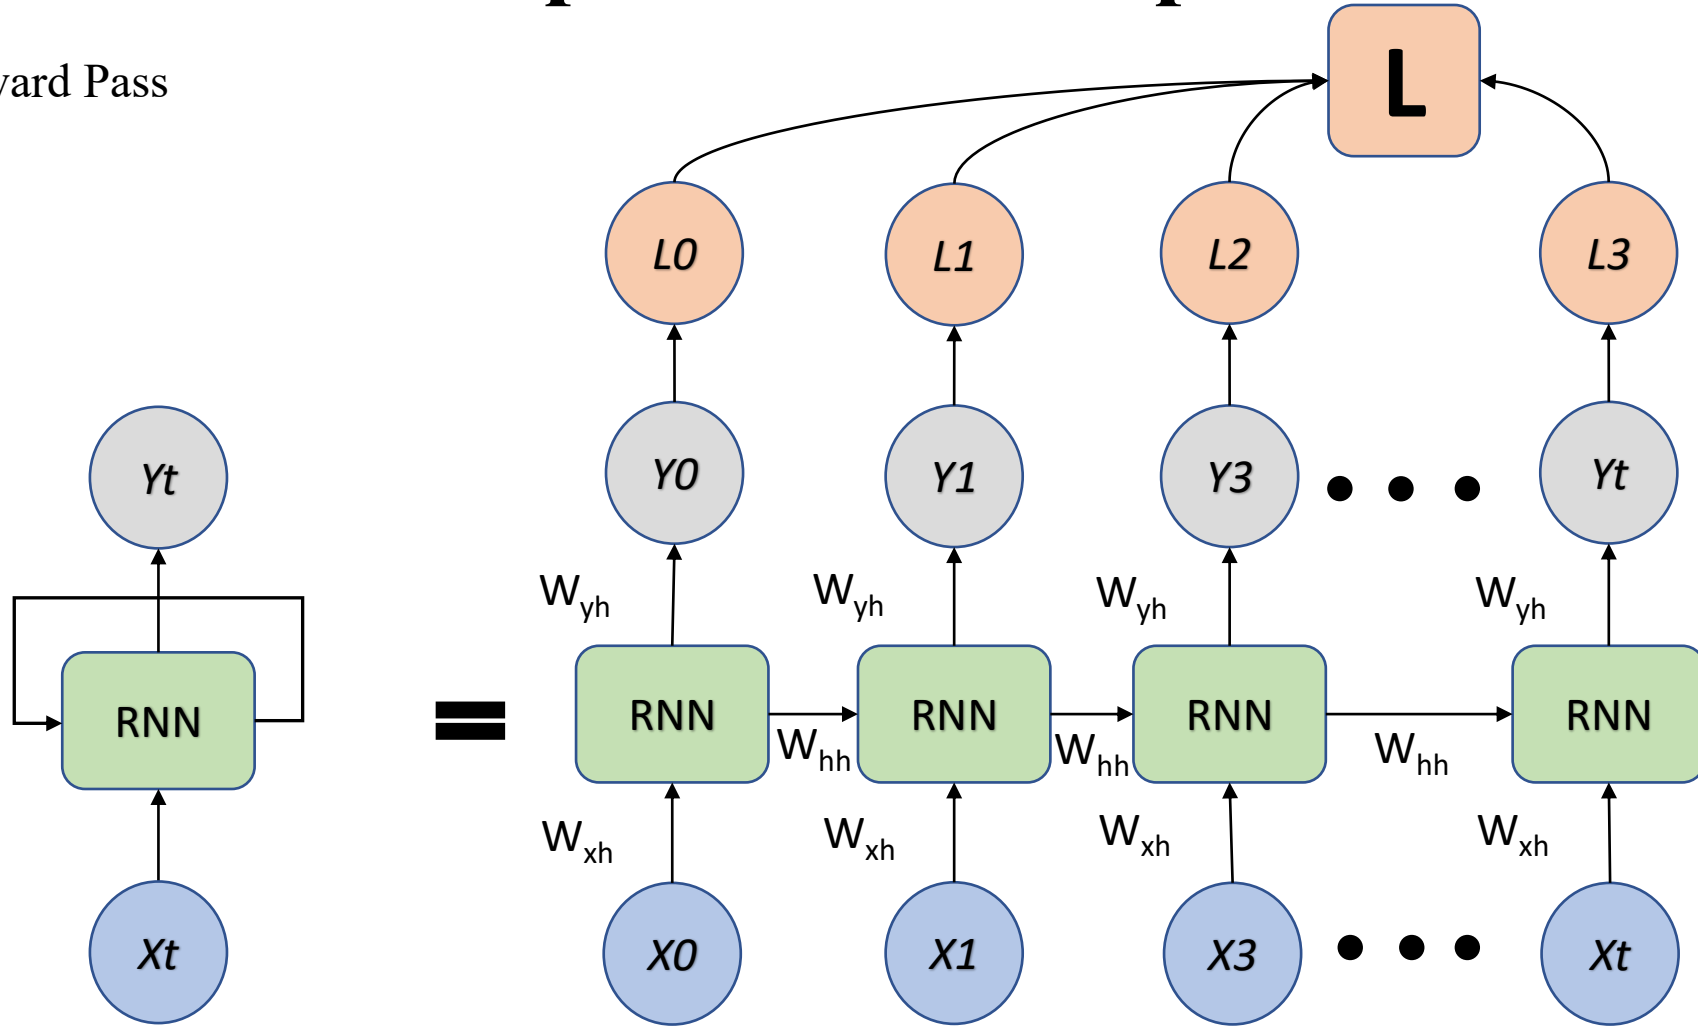 ward Pass
L
L0 L1 L2 L3
Yt Y0 Y1 Y3 • • • Yt
Wyh Wyh Wyh Wyh
RNN = RNN RNN RNN RNN
Whh Whh Whh
Wxh Wxh Wxh Wxh
Xt X0 X1 X3 • • • Xt